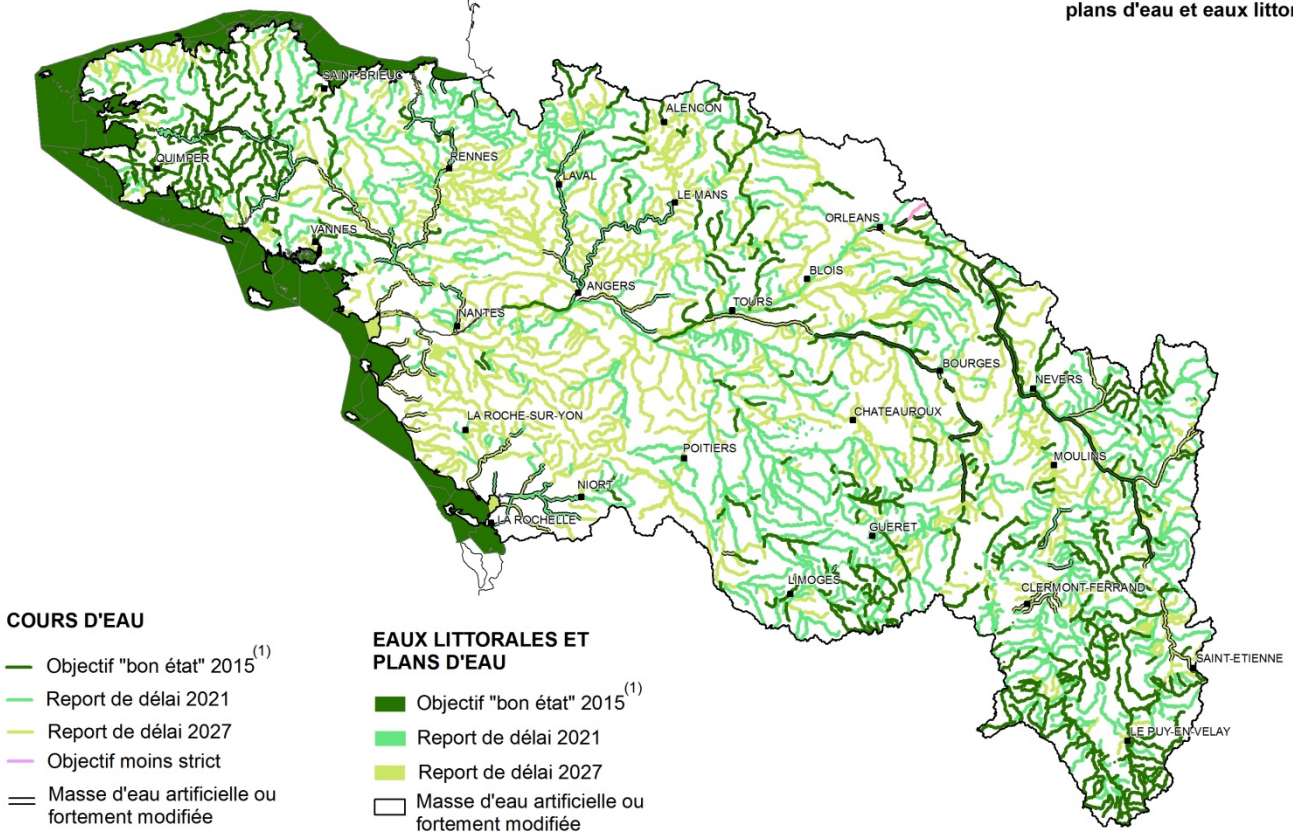 plans d'eau et eaux littor
SAINT-BRIEUC
ALENCON
QUIMPER
RENNES
LAVAL
LE MANS
ORLEANS
VANNES
BLOIS
ANGERS
TOURS
NANTES
BOURGES
NEVERS
LA ROCHE-SUR-YON
CHATEAUROUX
POITIERS
MOULINS
NIORT
LA ROCHELLE
GUERET
LIMOGES
CLERMONT-FERRAND
SAINT-ETIENNE
LE PUY-EN-VELAY
COURS D'EAU
Objectif "bon état" 2015(1)
Report de délai 2021
Report de délai 2027
Objectif moins strict
Masse d'eau artificielle ou
fortement modifiée
EAUX LITTORALES ET
PLANS D'EAU
Objectif "bon état" 2015(1)
Report de délai 2021
Report de délai 2027
Masse d'eau artificielle ou
fortement modifiée